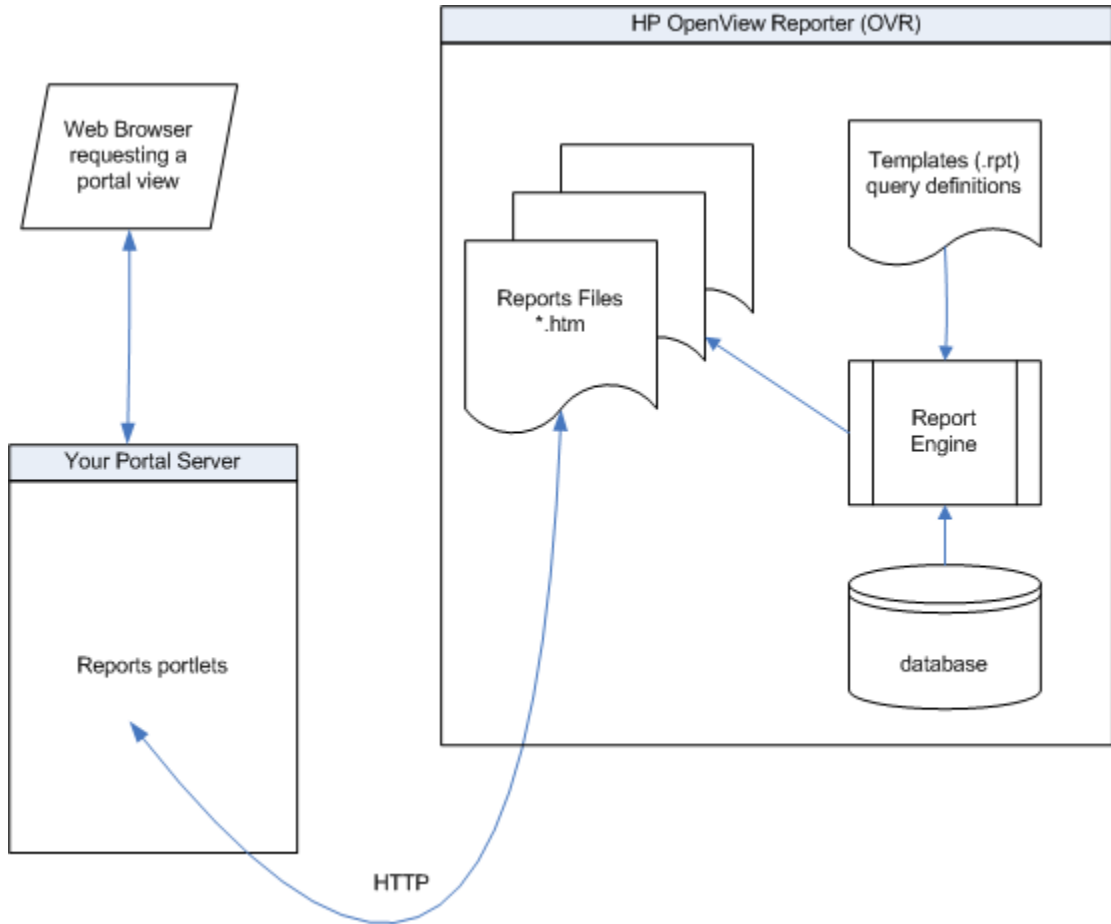 HP OpenView Reporter (OVR)
Web Browser
requesting a
portal view
Templates (.rpt)
query definitions
Reports Files
*.htm
Report
Engine
Your Portal Server
Reports portlets
database
HTTP